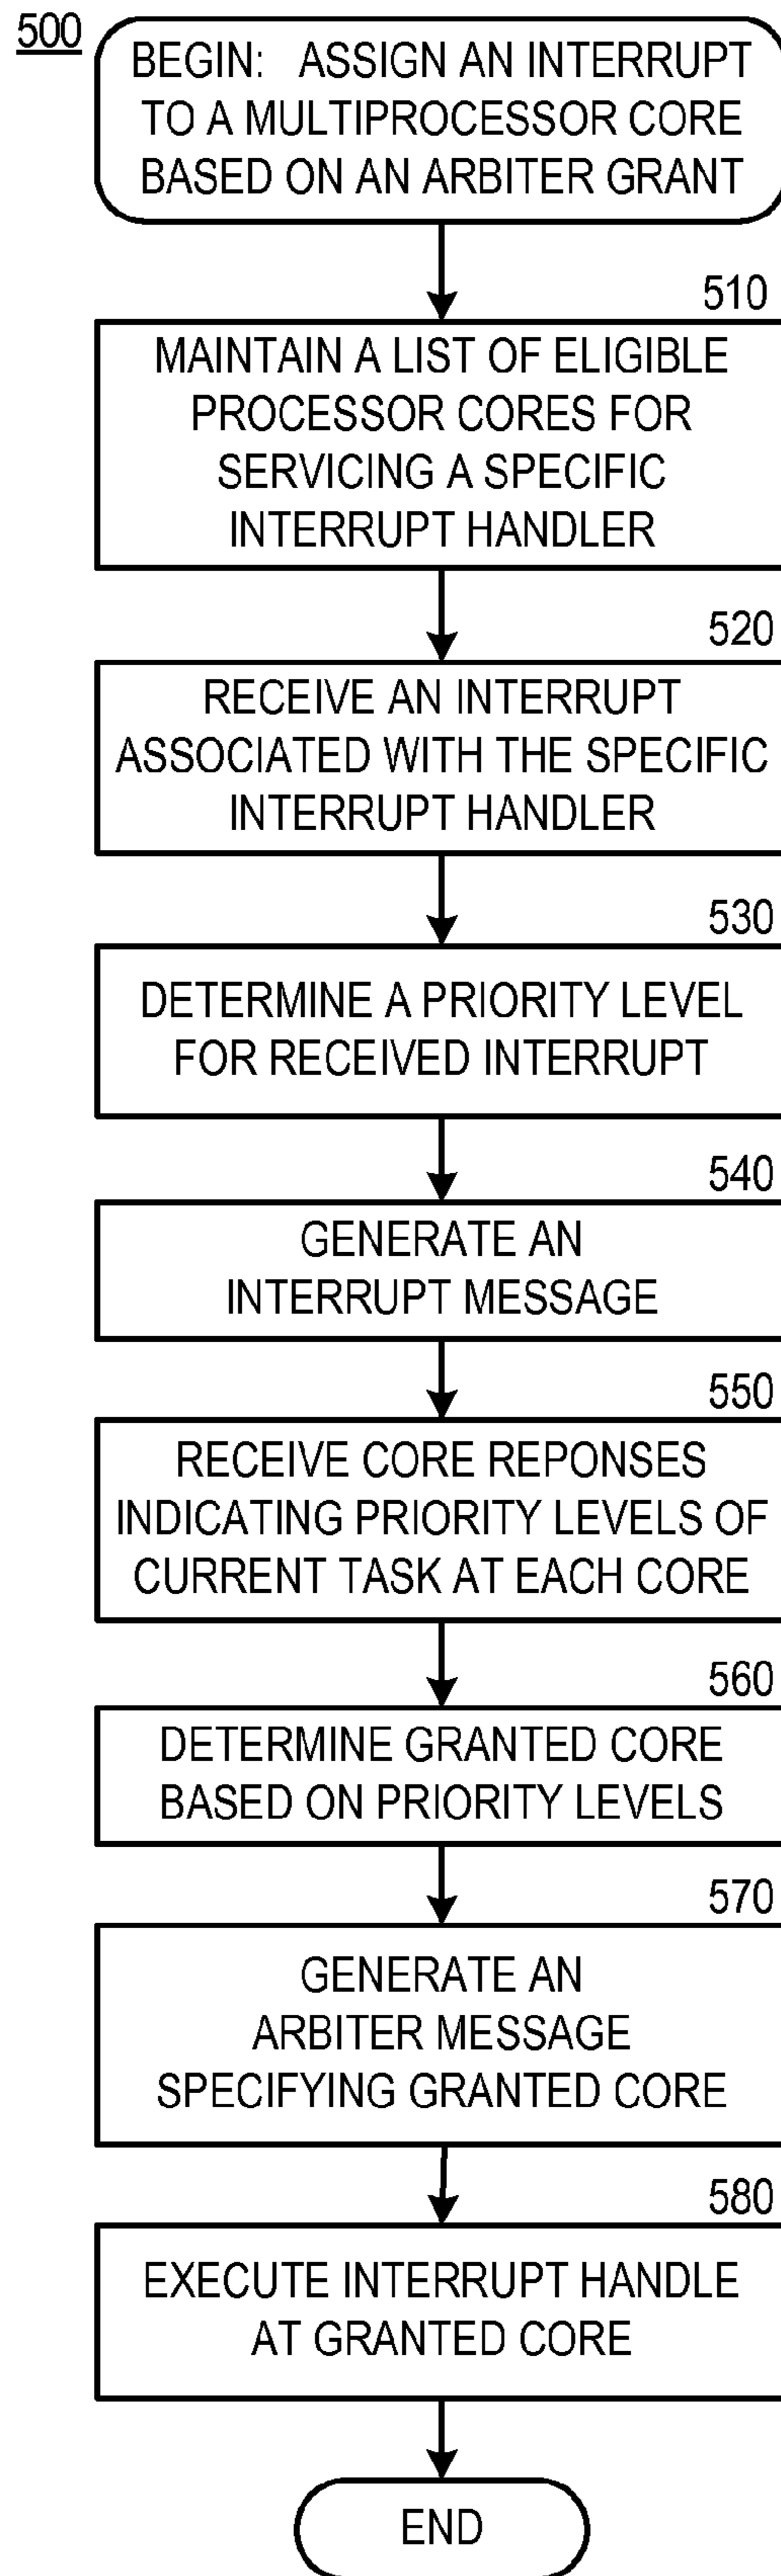 500
BEGIN: ASSIGN AN INTERRUPT
TO A MULTIPROCESSOR CORE
BASED ON AN ARBITER GRANT
510
MAINTAIN A LIST OF ELIGIBLE
PROCESSOR CORES FOR
SERVICING A SPECIFIC
INTERRUPT HANDLER
520
RECEIVE AN INTERRUPT
ASSOCIATED WITH THE SPECIFIC
INTERRUPT HANDLER
530
DETERMINE A PRIORITY LEVEL
FOR RECEIVED INTERRUPT
540
GENERATE AN
INTERRUPT MESSAGE
550
RECEIVE CORE REPONSES
INDICATING PRIORITY LEVELS OF
CURRENT TASK AT EACH CORE
560
DETERMINE GRANTED CORE
BASED ON PRIORITY LEVELS
570
GENERATE AN
ARBITER MESSAGE
SPECIFYING GRANTED CORE
580
EXECUTE INTERRUPT HANDLE
AT GRANTED CORE
END